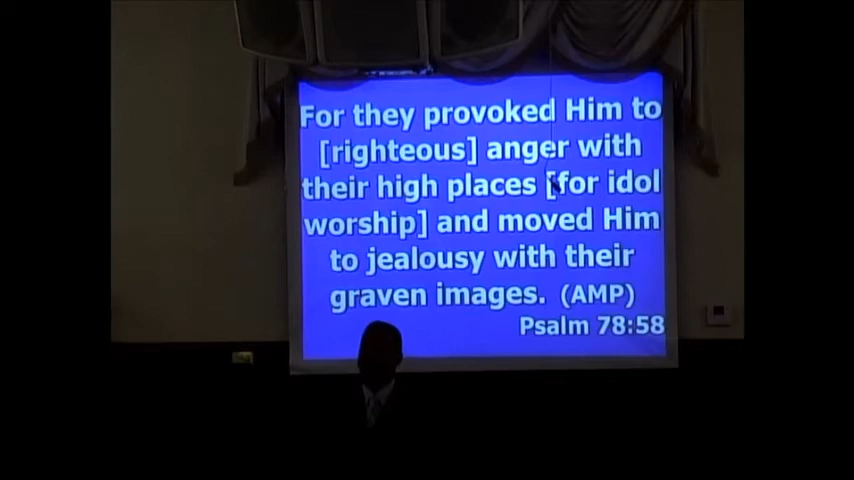 For they provoked Him to
[righteous] anger with
their high places [for idol
worship] and moved Him
to jealousy with their
graven images. (AMP)
Psalm 78:58